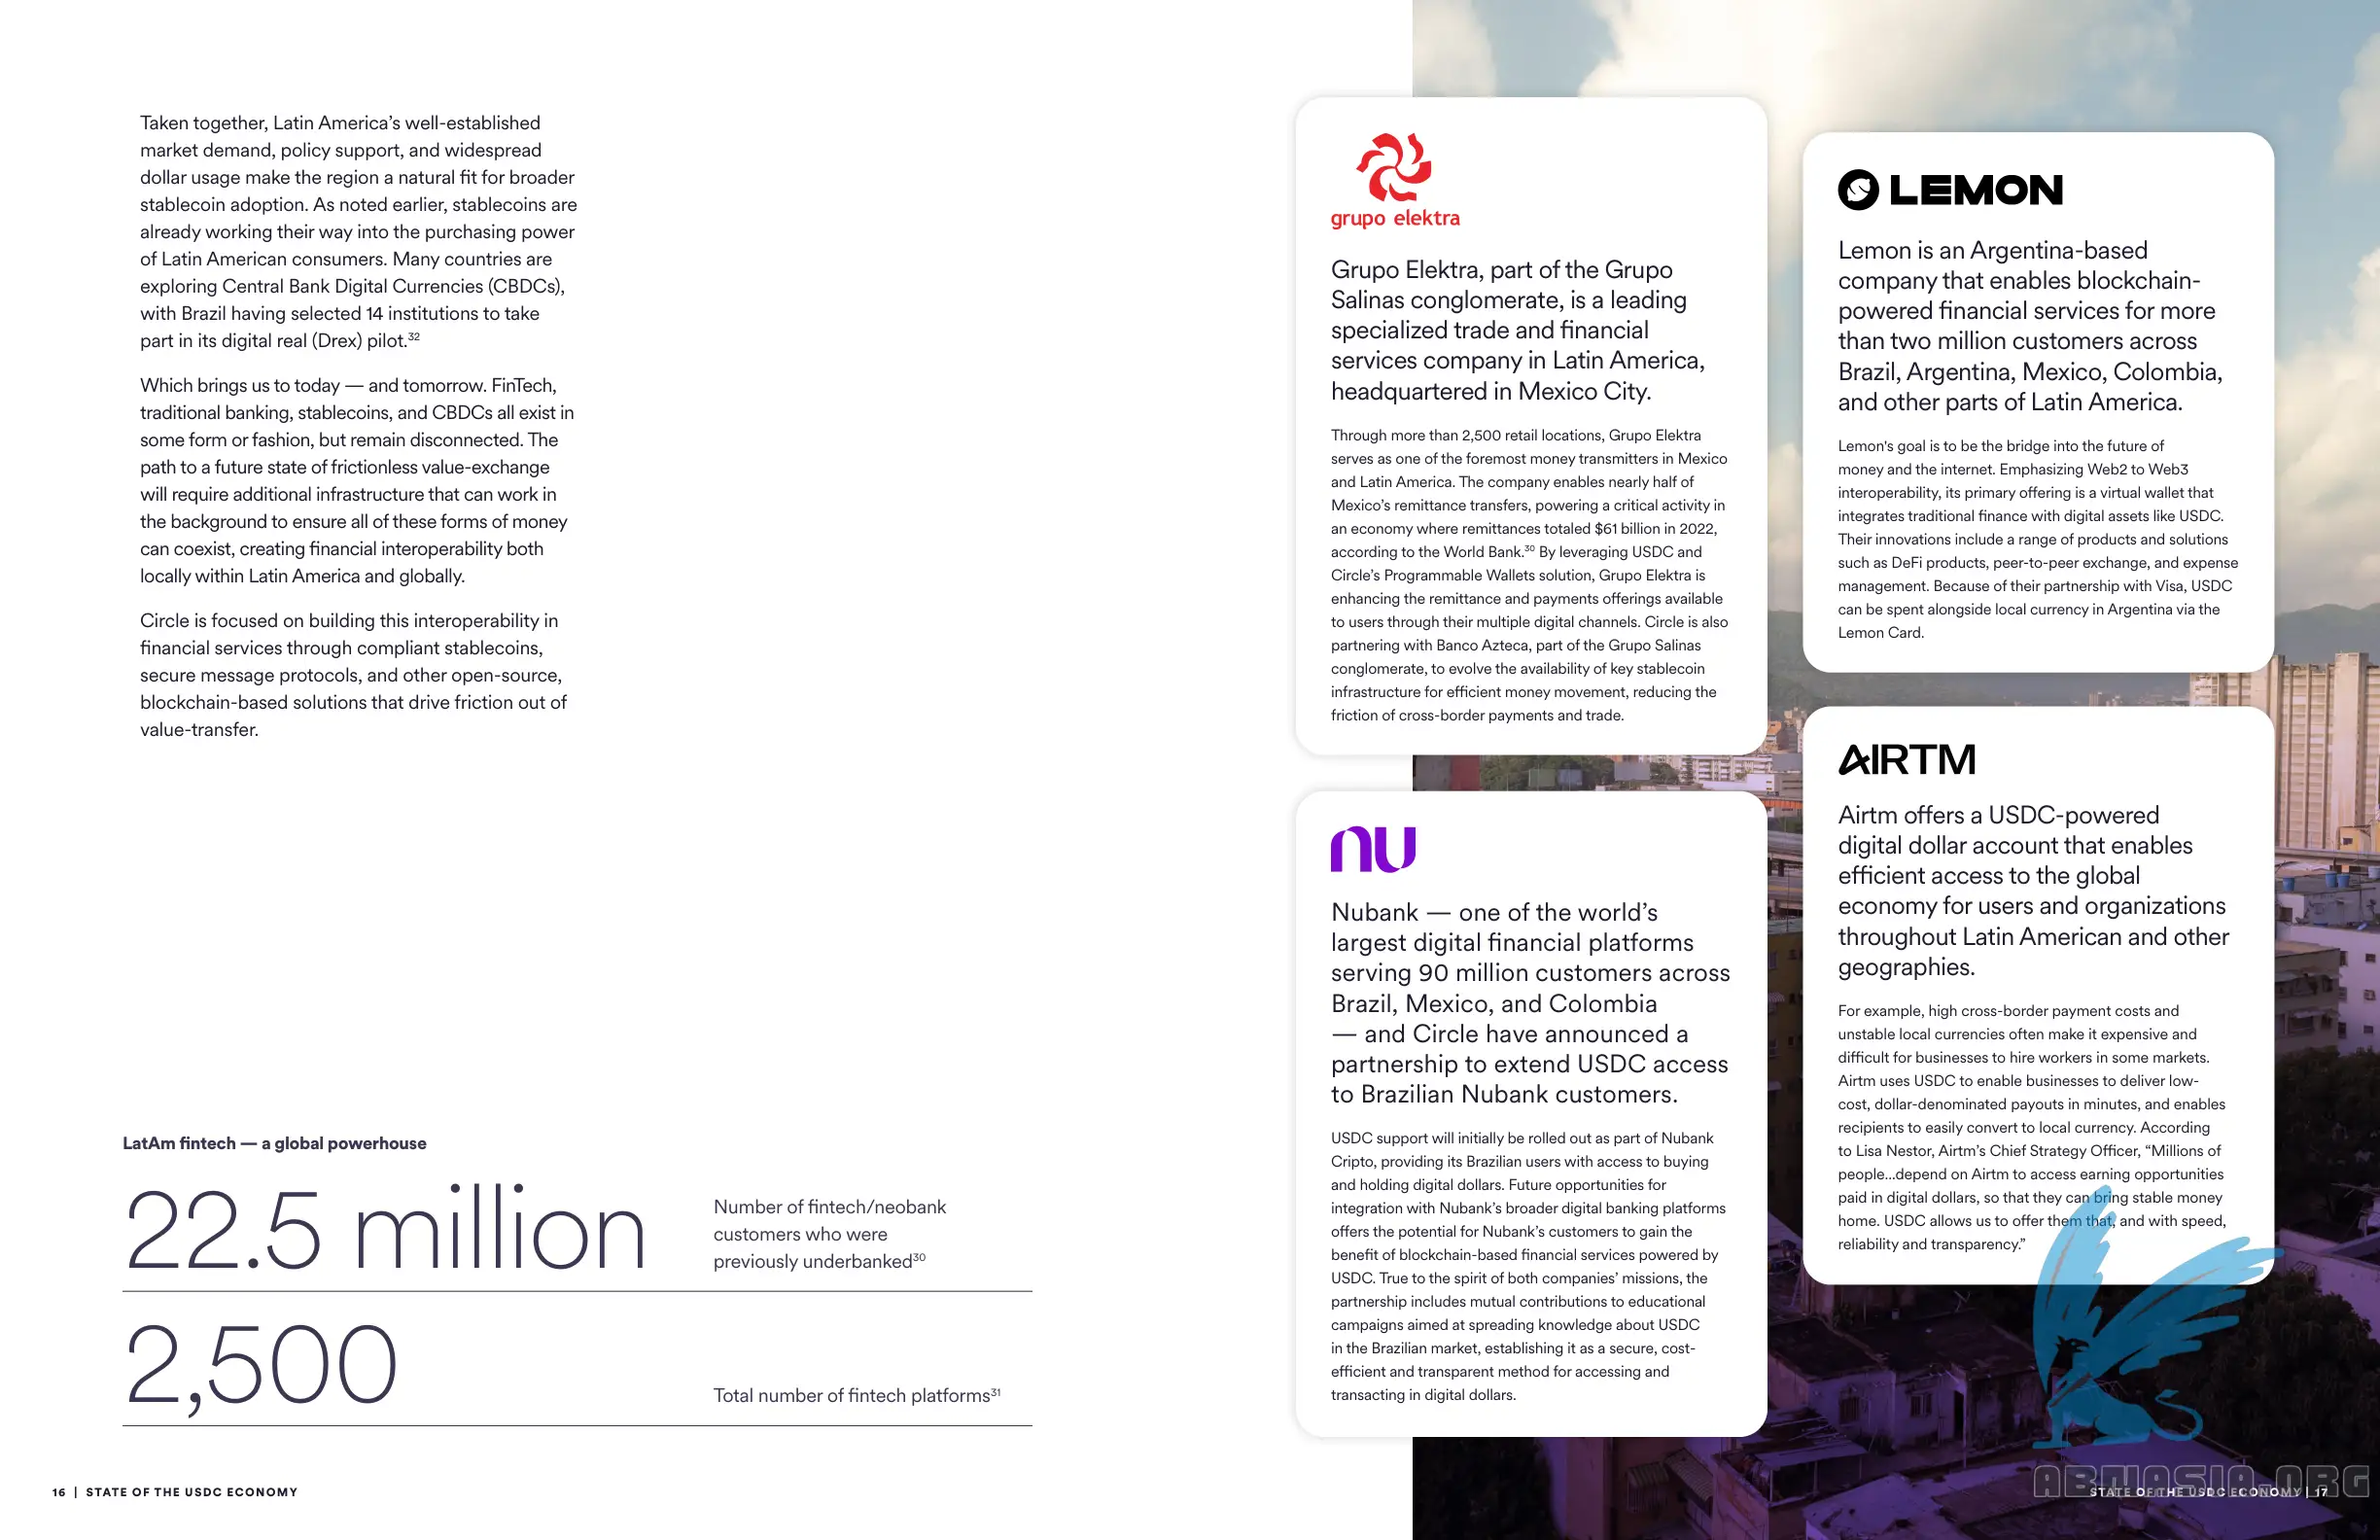 Taken together, Latin America’s well-established
market demand, policy support, and widespread
dollar usage make the region a natural fit for broader
stablecoin adoption. As noted earlier, stablecoins are
already working their way into the purchasing power
of Latin American consumers. Many countries are
exploring Central Bank Digital Currencies (CBDCs),
with Brazil having selected 14 institutions to take
part in its digital real (Drex) pilot.³²
Which brings us to today — and tomorrow. FinTech,
traditional banking, stablecoins, and CBDCs all exist in
some form or fashion, but remain disconnected. The
path to a future state of frictionless value-exchange
will require additional infrastructure that can work in
the background to ensure all of these forms of money
can coexist, creating financial interoperability both
locally within Latin America and globally.
Circle is focused on building this interoperability in
financial services through compliant stablecoins,
secure message protocols, and other open-source,
blockchain-based solutions that drive friction out of
value-transfer.
LatAm fintech — a global powerhouse
22.5 million
Number of fintech/neobank
customers who were
previously underbanked³⁰
2,500
Total number of fintech platforms³¹
16 | STATE OF THE USDC ECONOMY
grupo elektra
Grupo Elektra, part of the Grupo
Salinas conglomerate, is a leading
specialized trade and financial
services company in Latin America,
headquartered in Mexico City.
Through more than 2,500 retail locations, Grupo Elektra
serves as one of the foremost money transmitters in Mexico
and Latin America. The company enables nearly half of
Mexico’s remittance transfers, powering a critical activity in
an economy where remittances totaled $61 billion in 2022,
according to the World Bank.³⁰ By leveraging USDC and
Circle’s Programmable Wallets solution, Grupo Elektra is
enhancing the remittance and payments offerings available
to users through their multiple digital channels. Circle is also
partnering with Banco Azteca, part of the Grupo Salinas
conglomerate, to evolve the availability of key stablecoin
infrastructure for efficient money movement, reducing the
friction of cross-border payments and trade.
nu
Nubank — one of the world’s
largest digital financial platforms
serving 90 million customers across
Brazil, Mexico, and Colombia
— and Circle have announced a
partnership to extend USDC access
to Brazilian Nubank customers.
USDC support will initially be rolled out as part of Nubank
Cripto, providing its Brazilian users with access to buying
and holding digital dollars. Future opportunities for
integration with Nubank’s broader digital banking platforms
offers the potential for Nubank’s customers to gain the
benefit of blockchain-based financial services powered by
USDC. True to the spirit of both companies’ missions, the
partnership includes mutual contributions to educational
campaigns aimed at spreading knowledge about USDC
in the Brazilian market, establishing it as a secure, cost-
efficient and transparent method for accessing and
transacting in digital dollars.
LEMON
Lemon is an Argentina-based
company that enables blockchain-
powered financial services for more
than two million customers across
Brazil, Argentina, Mexico, Colombia,
and other parts of Latin America.
Lemon's goal is to be the bridge into the future of
money and the internet. Emphasizing Web2 to Web3
interoperability, its primary offering is a virtual wallet that
integrates traditional finance with digital assets like USDC.
Their innovations include a range of products and solutions
such as DeFi products, peer-to-peer exchange, and expense
management. Because of their partnership with Visa, USDC
can be spent alongside local currency in Argentina via the
Lemon Card.
AIRTM
Airtm offers a USDC-powered
digital dollar account that enables
efficient access to the global
economy for users and organizations
throughout Latin American and other
geographies.
For example, high cross-border payment costs and
unstable local currencies often make it expensive and
difficult for businesses to hire workers in some markets.
Airtm uses USDC to enable businesses to deliver low-
cost, dollar-denominated payouts in minutes, and enables
recipients to easily convert to local currency. According
to Lisa Nestor, Airtm’s Chief Strategy Officer, “Millions of
people...depend on Airtm to access earning opportunities
paid in digital dollars, so that they can bring stable money
home. USDC allows us to offer them that, and with speed,
reliability and transparency.”
ABNASIA.ORG
STATE OF THE USDC ECONOMY | 17